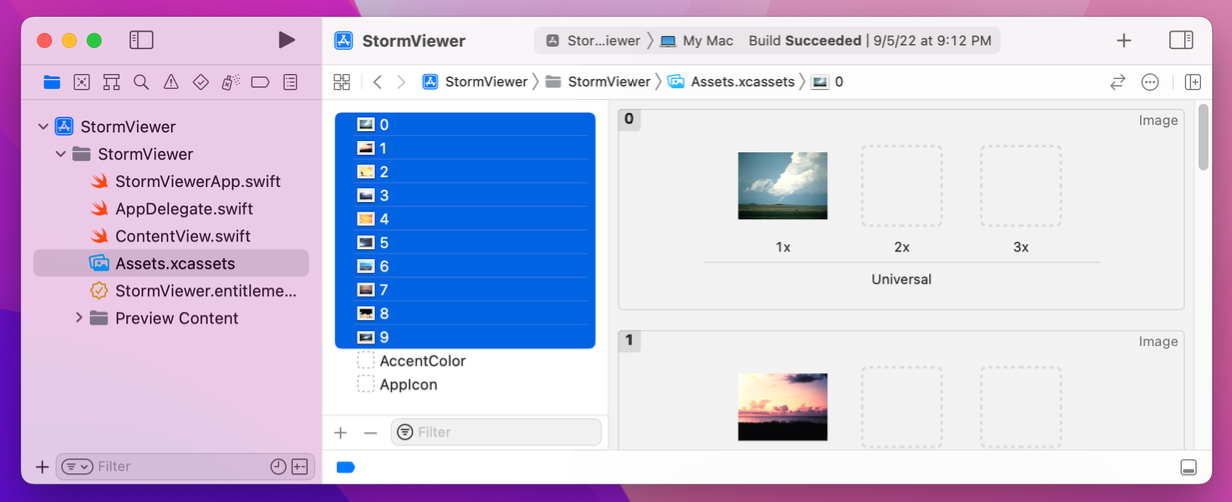 StormViewer
Stor...iewer 〉 My Mac Build Succeeded | 9/5/22 at 9:12 PM
StormViewer 〉 StormViewer 〉 Assets.xcassets 〉 0
StormViewer
StormViewer
StormViewerApp.swift
AppDelegate.swift
ContentView.swift
Assets.xcassets
StormViewer.entitleme...
Preview Content
Filter
0
1
2
3
4
5
6
7
8
9
AccentColor
AppIcon
Filter
0 Image
1x 2x 3x
Universal
1 Image